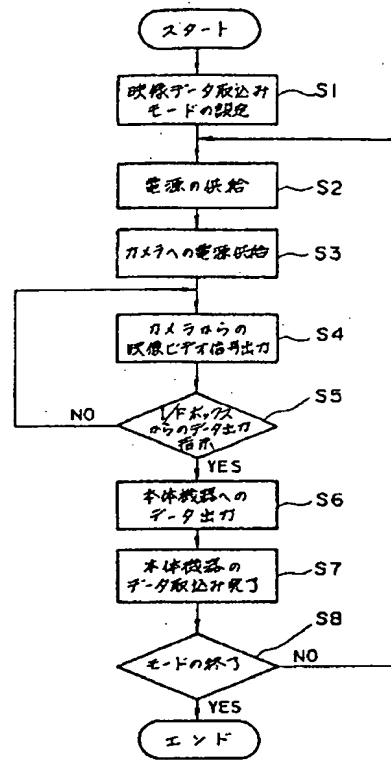 スタート
映像データ取込み
モードの設定
S1
電源の供給
S2
カメラへの電源供給
S3
カメラからの
映像ビデオ信号出力
S4
I/Fボックス
からのデータ出力
指示
S5
NO
YES
本体機器への
データ出力
S6
本体機器の
データ取込み完了
S7
モードの終了
S8
NO
YES
エンド